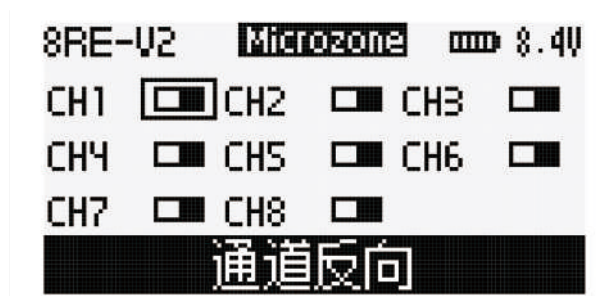 8RE-V2 Microzone 8.4V
CH1 CH2 CH3
CH4 CH5 CH6
CH7 CH8
通道反向